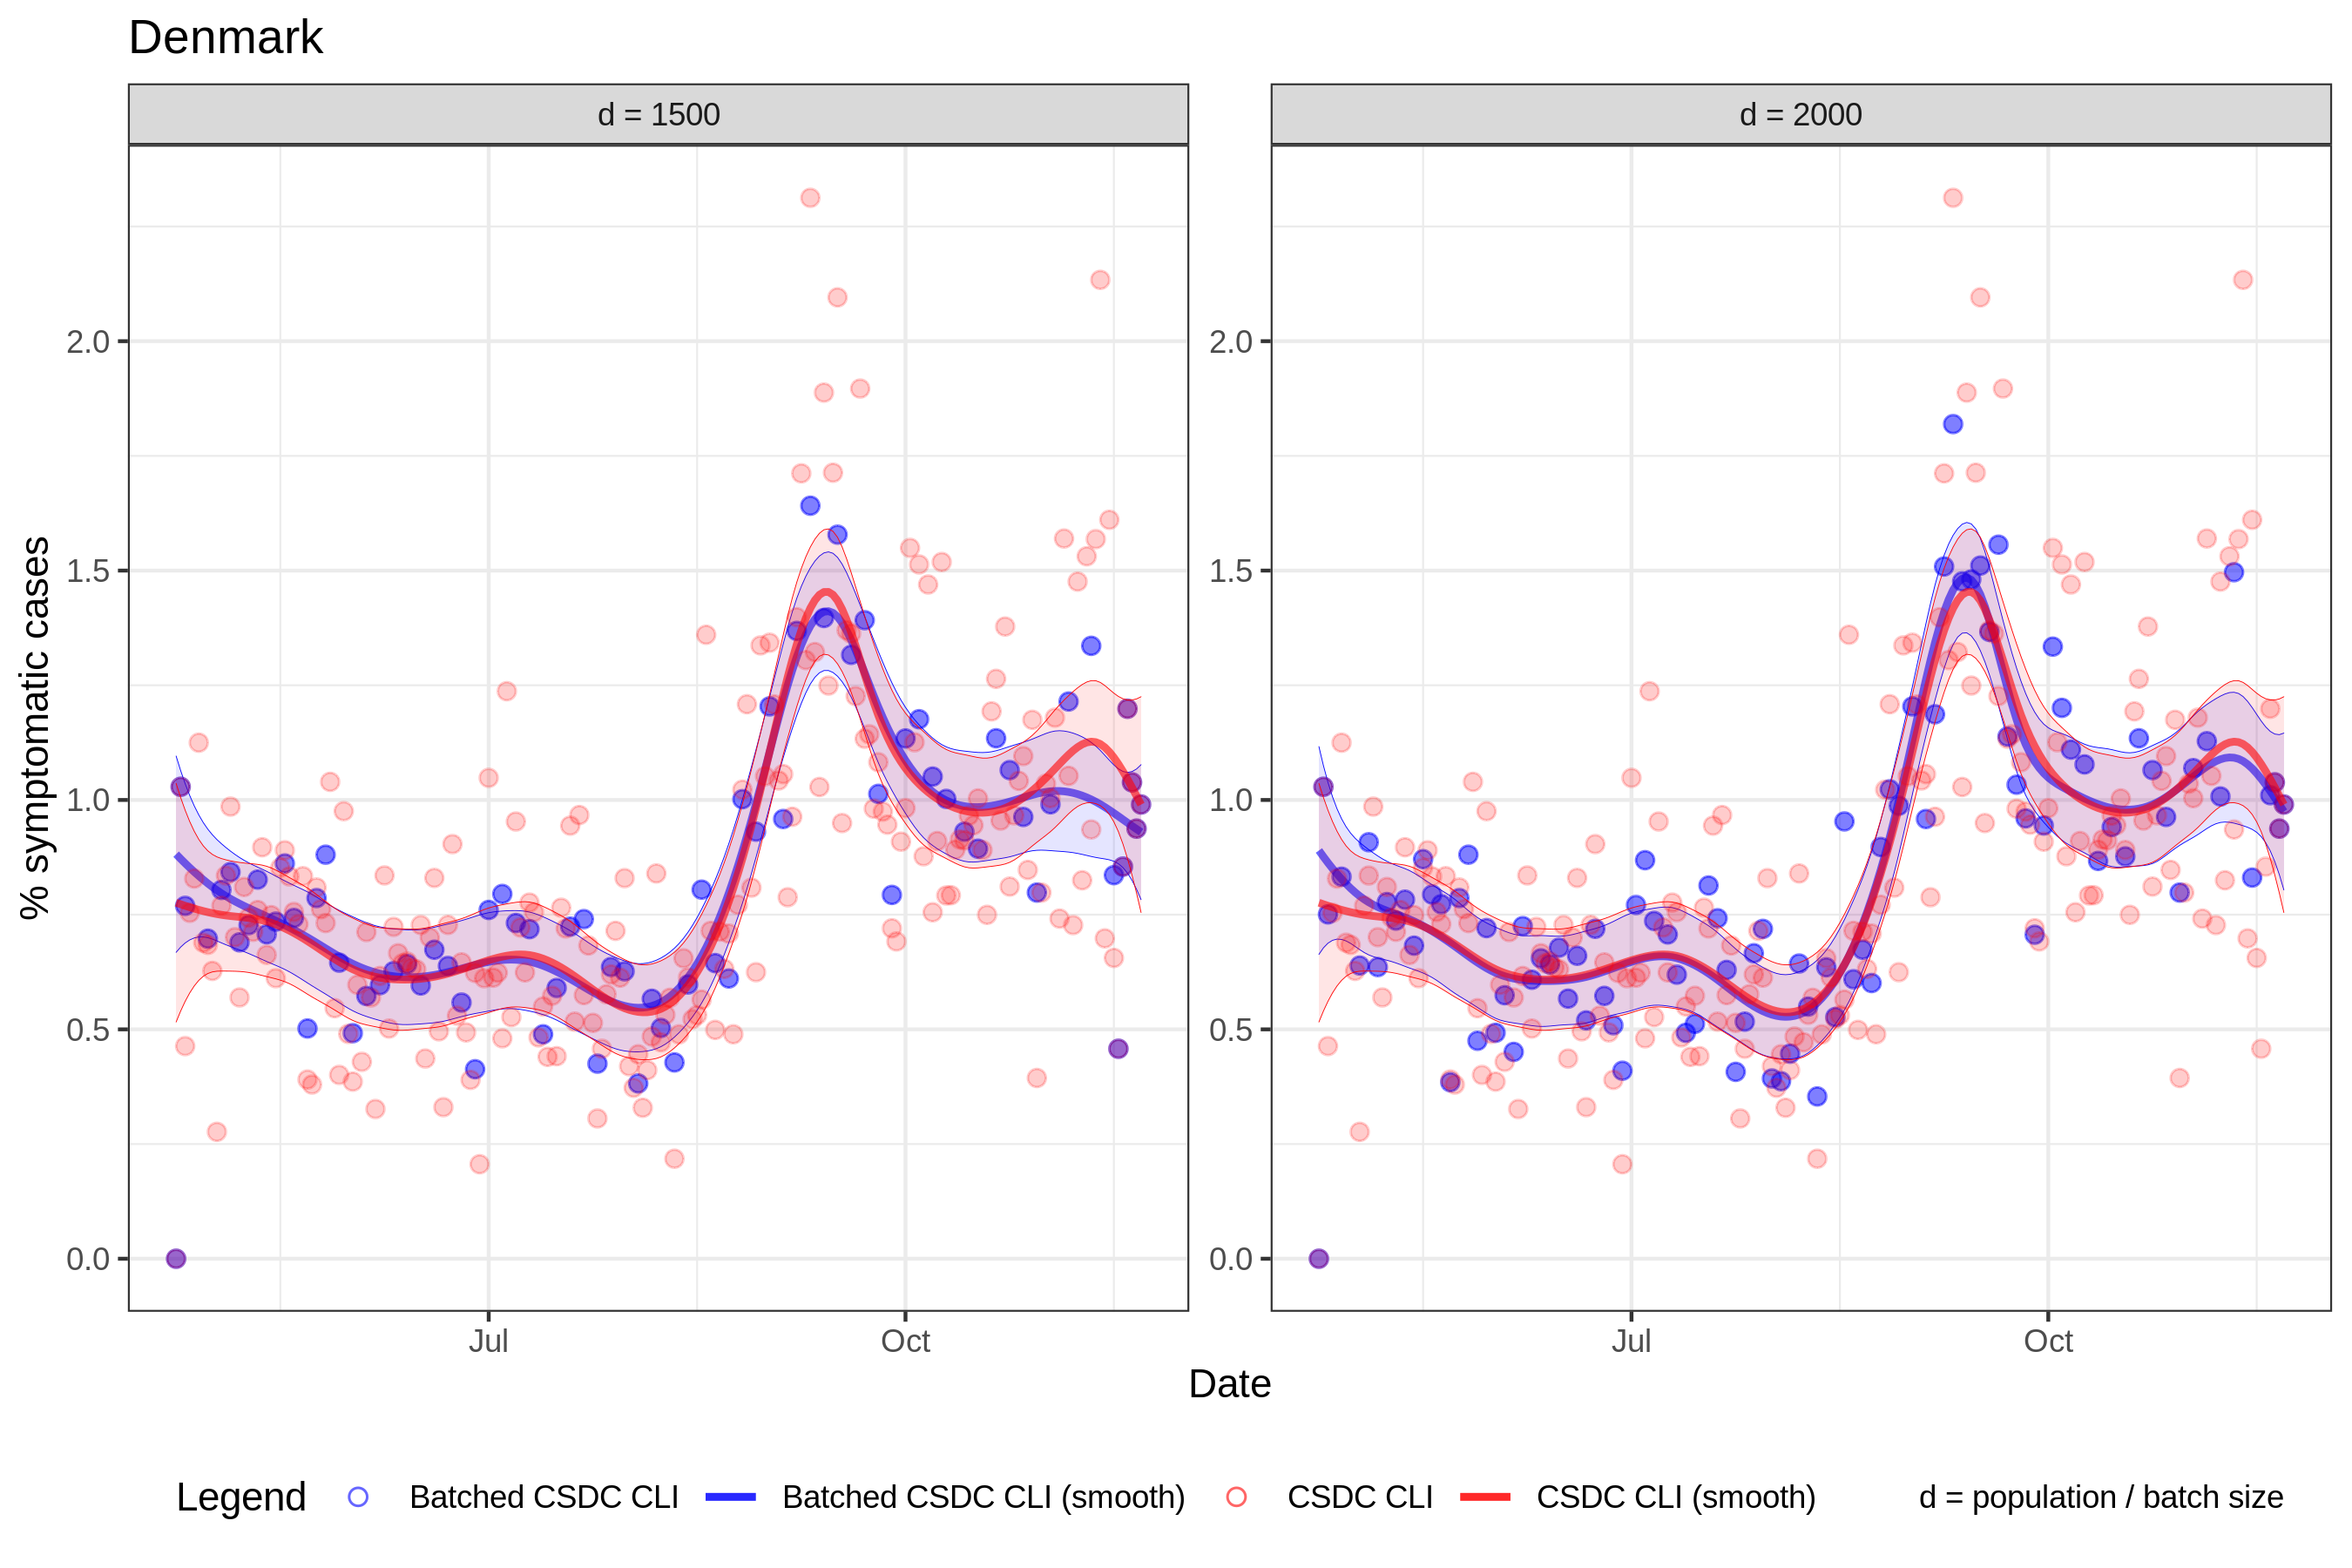 Denmark
d = 1500
d = 2000
% symptomatic cases
2.0
1.5
1.0
0.5
0.0
2.0
1.5
1.0
0.5
0.0
Jul
Oct
Jul
Oct
Date
Legend Batched CSDC CLI Batched CSDC CLI (smooth) CSDC CLI CSDC CLI (smooth) d = population / batch size